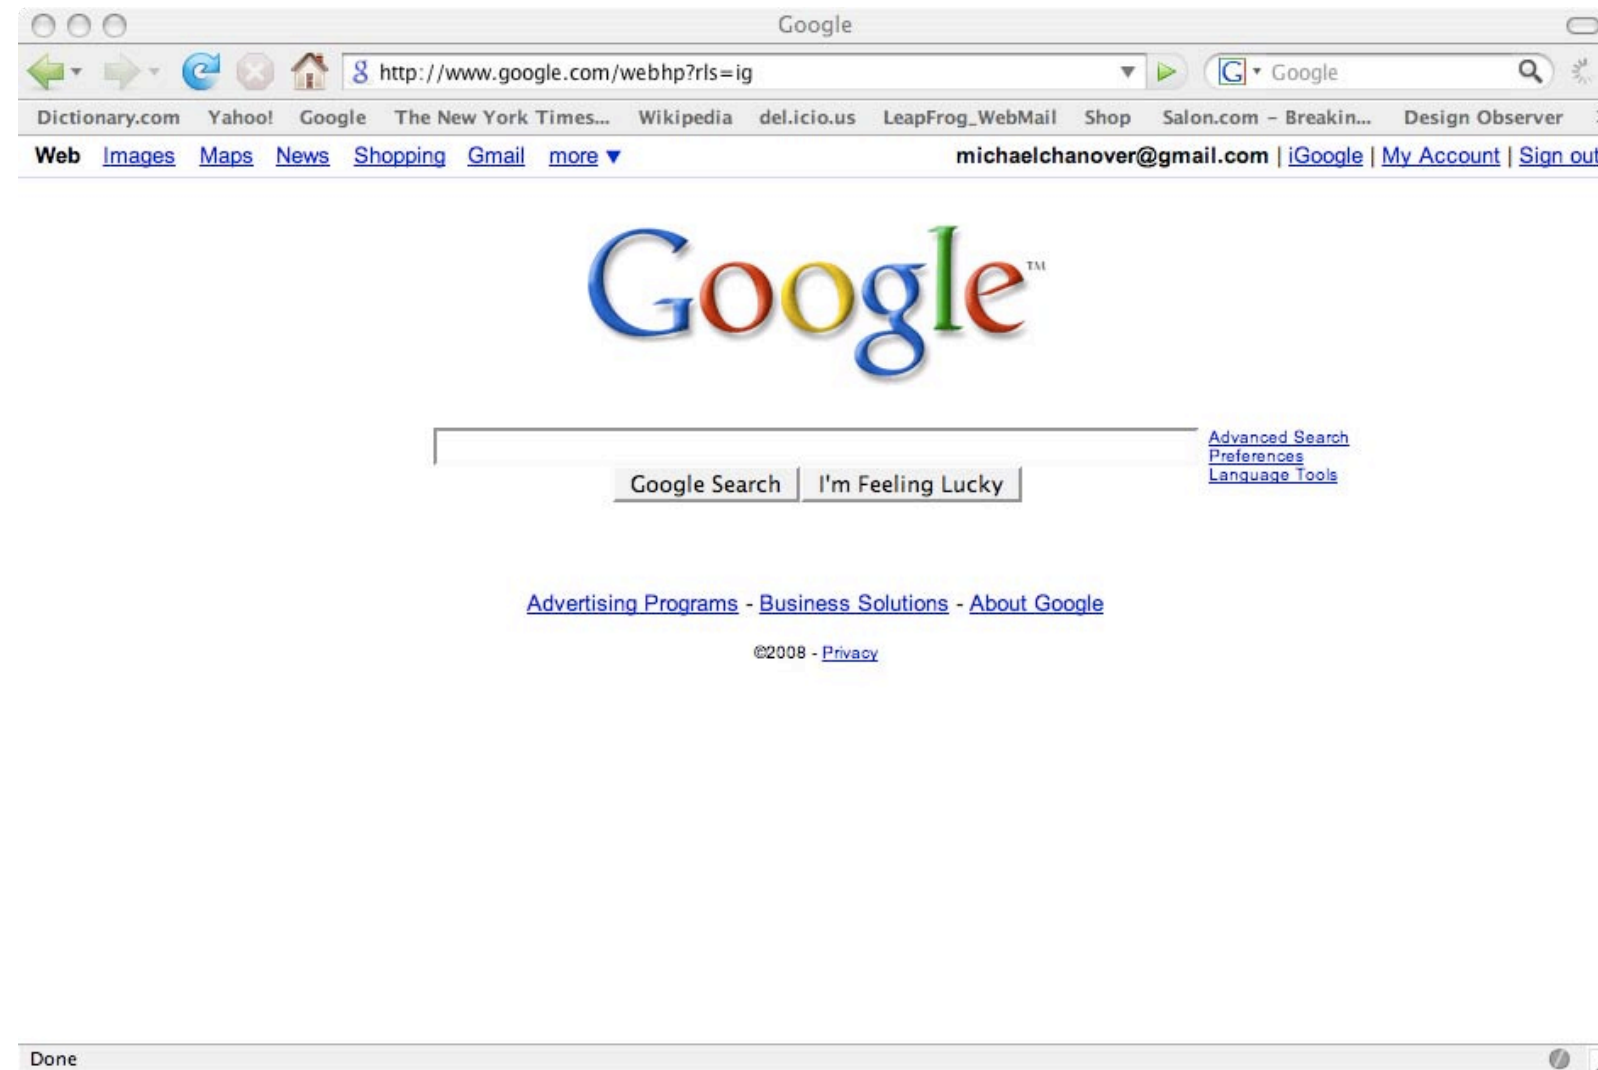 Google
http://www.google.com/webhp?rls=ig
G Google
Dictionary.com Yahoo! Google The New York Times... Wikipedia del.icio.us LeapFrog_WebMail Shop Salon.com – Breakin... Design Observer
Web Images Maps News Shopping Gmail more ▼ michaelchanover@gmail.com | iGoogle | My Account | Sign out
Google™
Advanced Search
Preferences
Language Tools
Google Search I'm Feeling Lucky
Advertising Programs - Business Solutions - About Google
©2008 - Privacy
Done